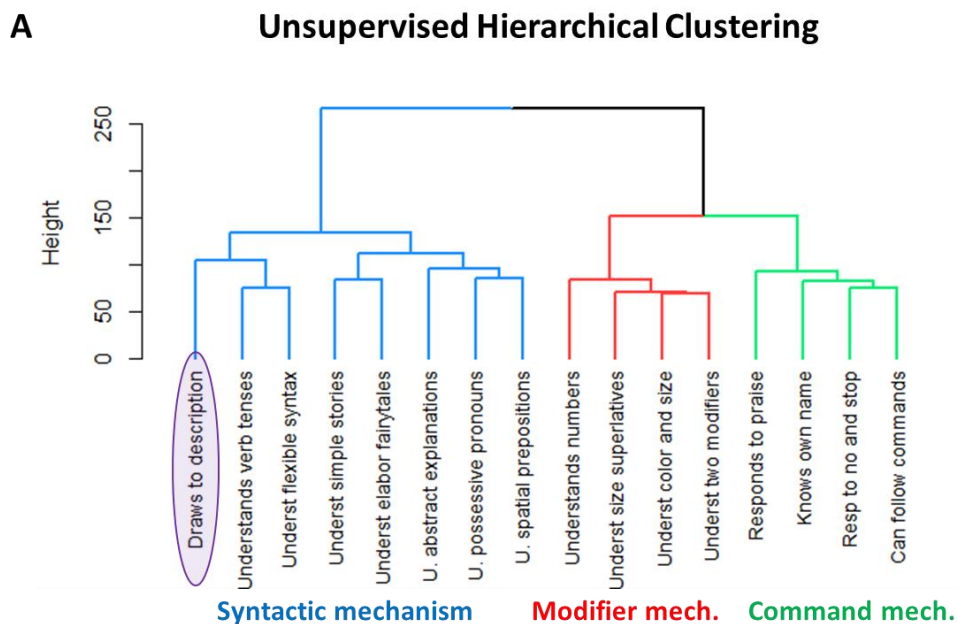 A
Unsupervised Hierarchical Clustering
Height
250
150
50
0
Draws to description
Understands verb tenses
Underst flexible syntax
Underst simple stories
Underst elabor fairytales
U. abstract explanations
U. possessive pronouns
U. spatial prepositions
Understands numbers
Underst size superlatives
Underst color and size
Underst two modifiers
Responds to praise
Knows own name
Resp to no and stop
Can follow commands
Syntactic mechanism
Modifier mech.
Command mech.